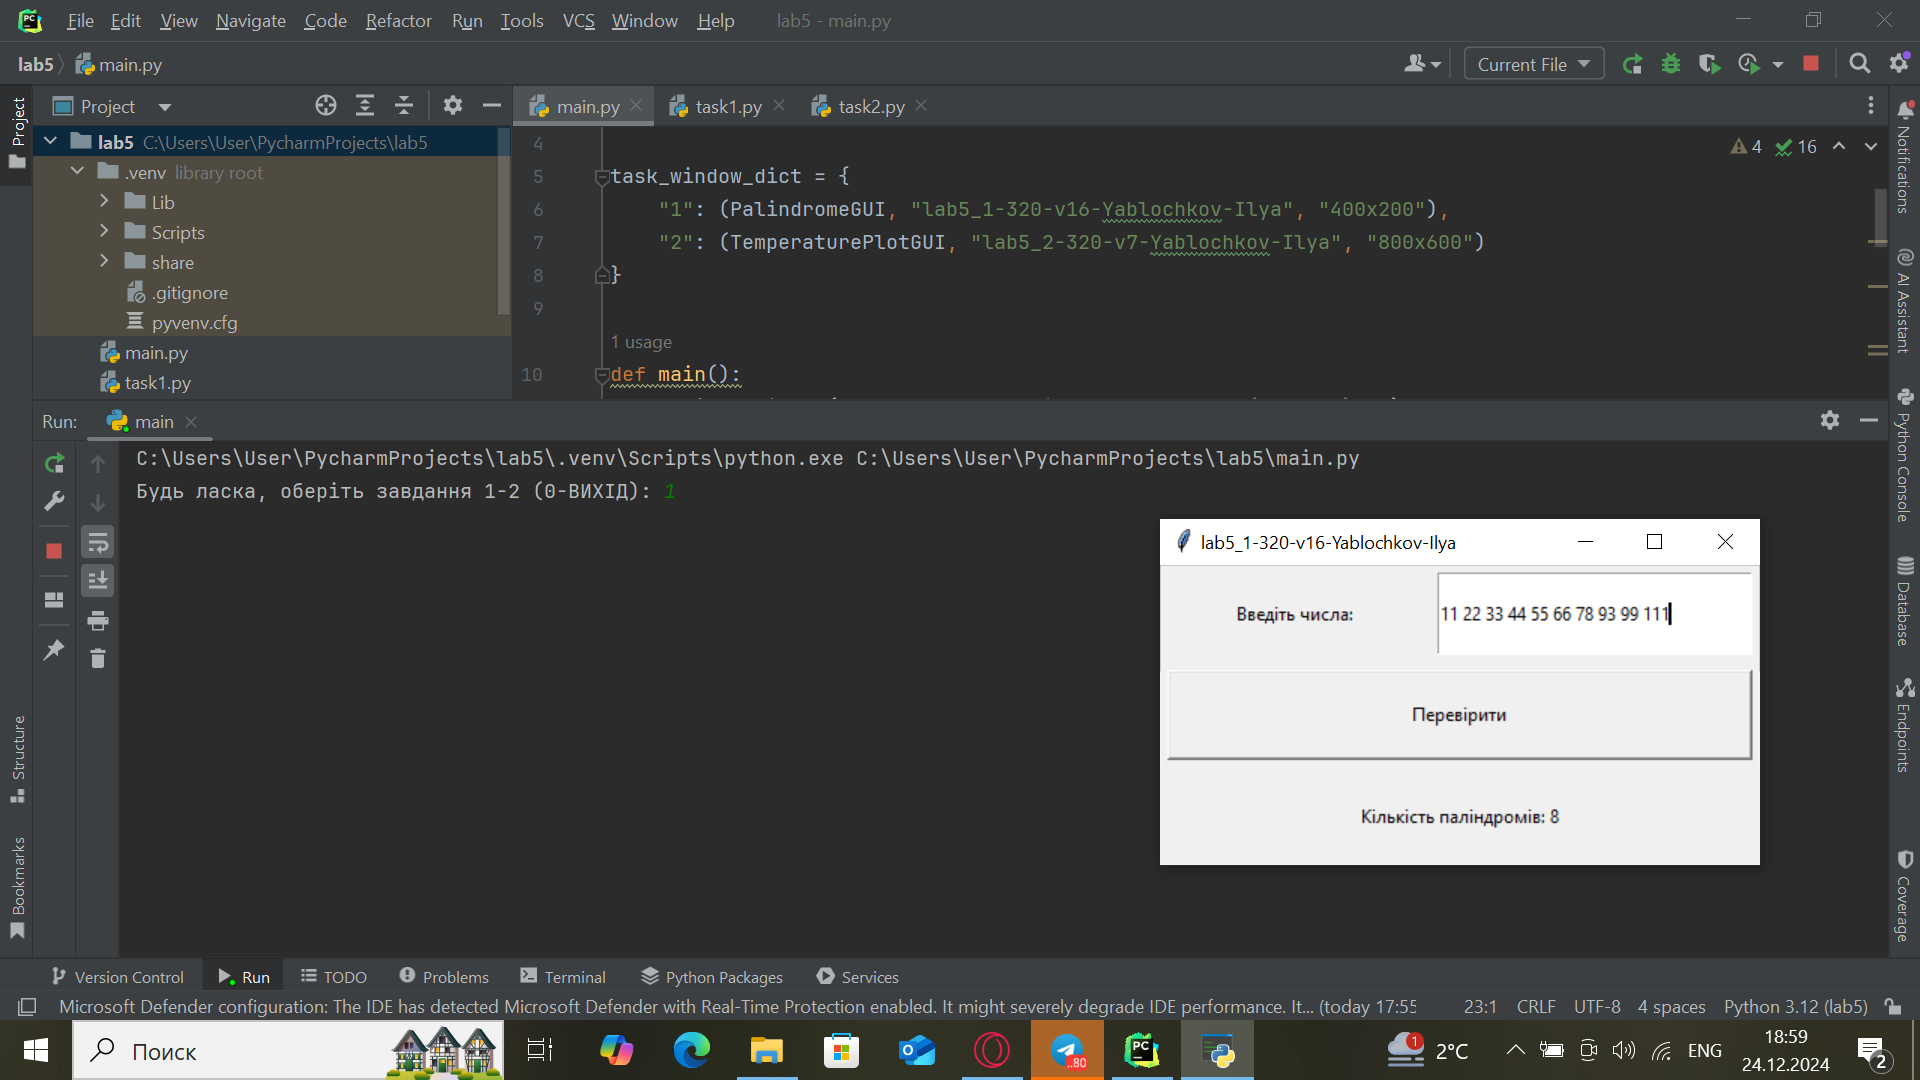 File Edit View Navigate Code Refactor Run Tools VCS Window Help lab5 - main.py
lab5 main.py
Current File
Project
main.py task1.py task2.py
lab5 C:\Users\User\PycharmProjects\lab5
.venv library root
Lib
Scripts
share
.gitignore
pyvenv.cfg
main.py
task1.py
4
5 task_window_dict = {
6 "1": (PalindromeGUI, "lab5_1-320-v16-Yablochkov-Ilya", "400x200"),
7 "2": (TemperaturePlotGUI, "lab5_2-320-v7-Yablochkov-Ilya", "800x600")
8 }
9
1 usage
10 def main():
4 16
Project
Structure
Bookmarks
Notifications
AI Assistant
Python Console
Database
Endpoints
Coverage
Run: main
C:\Users\User\PycharmProjects\lab5\.venv\Scripts\python.exe C:\Users\User\PycharmProjects\lab5\main.py
Будь ласка, оберіть завдання 1-2 (0-ВИХІД): 1
lab5_1-320-v16-Yablochkov-Ilya
Введіть числа: 11 22 33 44 55 66 78 93 99 111
Перевірити
Кількість паліндромів: 8
Version Control Run TODO Problems Terminal Python Packages Services
Microsoft Defender configuration: The IDE has detected Microsoft Defender with Real-Time Protection enabled. It might severely degrade IDE performance. It... (today 17:55 23:1 CRLF UTF-8 4 spaces Python 3.12 (lab5)
Поиск
PC
80
PC
1 2°C
ENG
18:59
24.12.2024
2